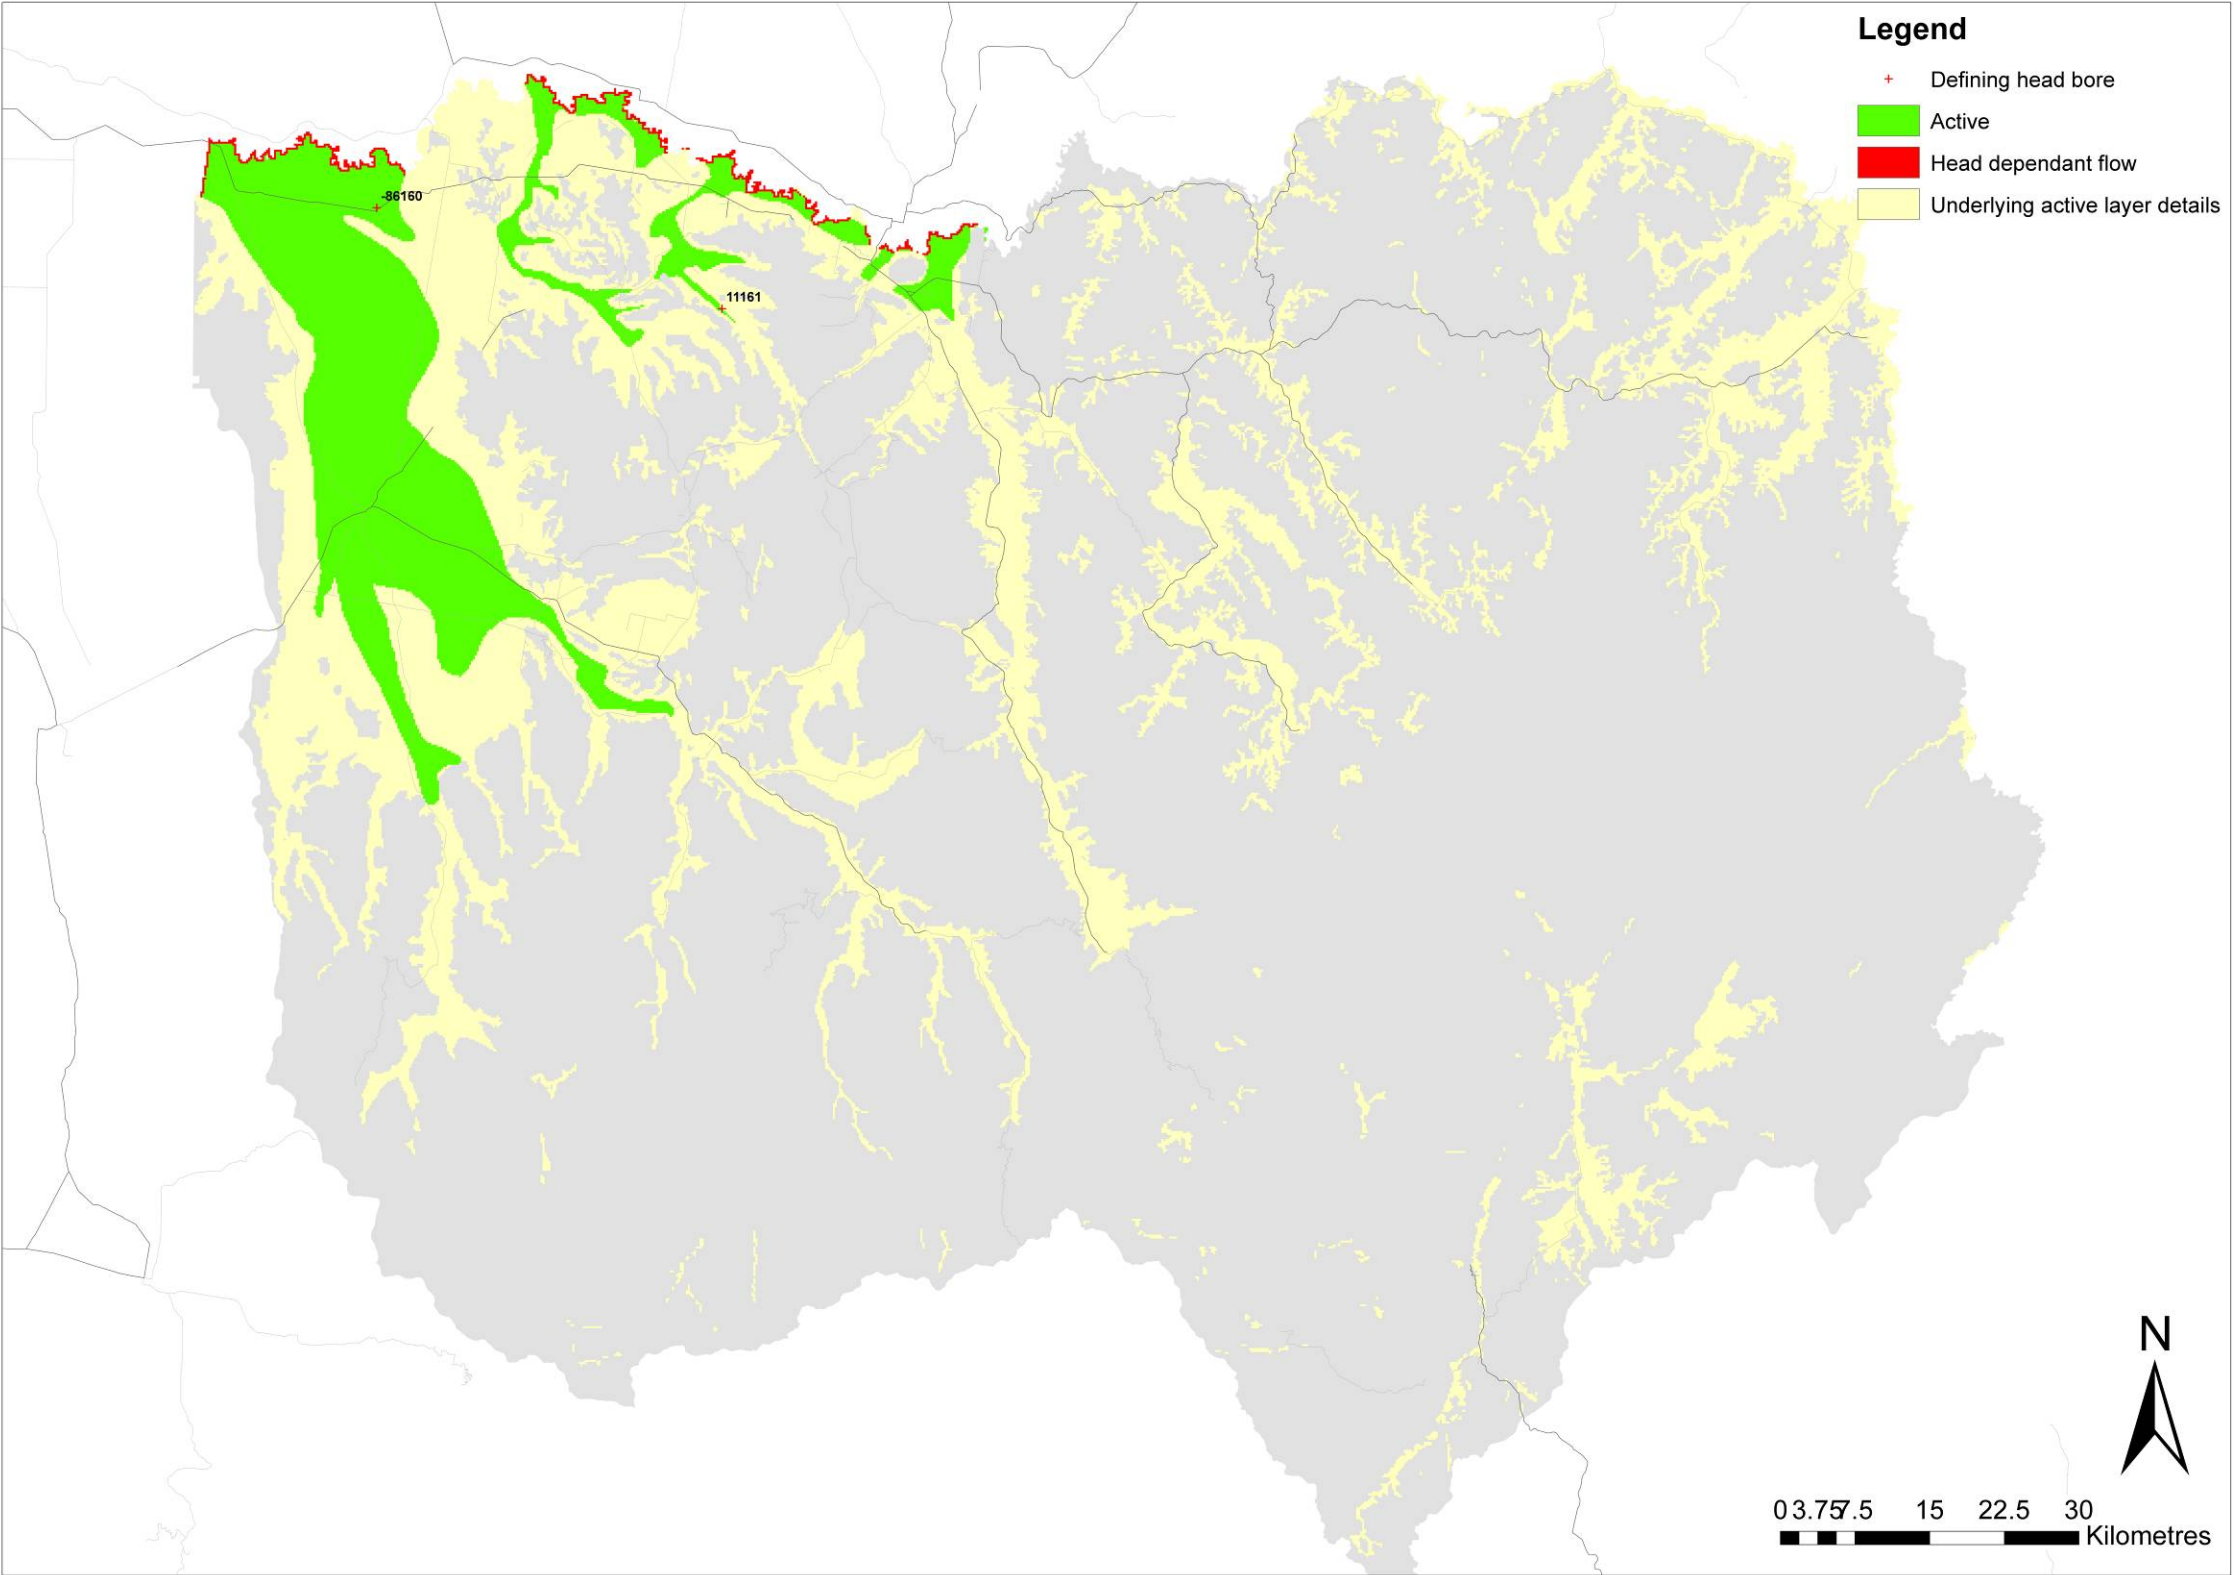 Legend
Defining head bore
Active
Head dependant flow
Underlying active layer details
-86160
11161
N
0 3.75 7.5 15 22.5 30
Kilometres